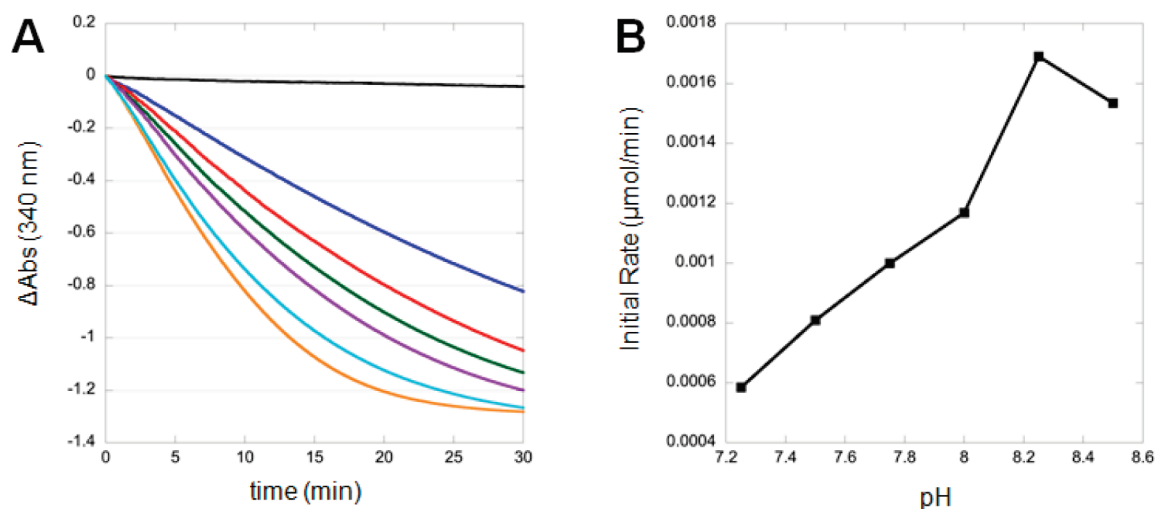 A
ΔAbs (340 nm)
0.2
0
-0.2
-0.4
-0.6
-0.8
-1
-1.2
-1.4
0 5 10 15 20 25 30
time (min)
B
Initial Rate (μmol/min)
0.0018
0.0016
0.0014
0.0012
0.001
0.0008
0.0006
0.0004
7.2 7.4 7.6 7.8 8 8.2 8.4 8.6
pH